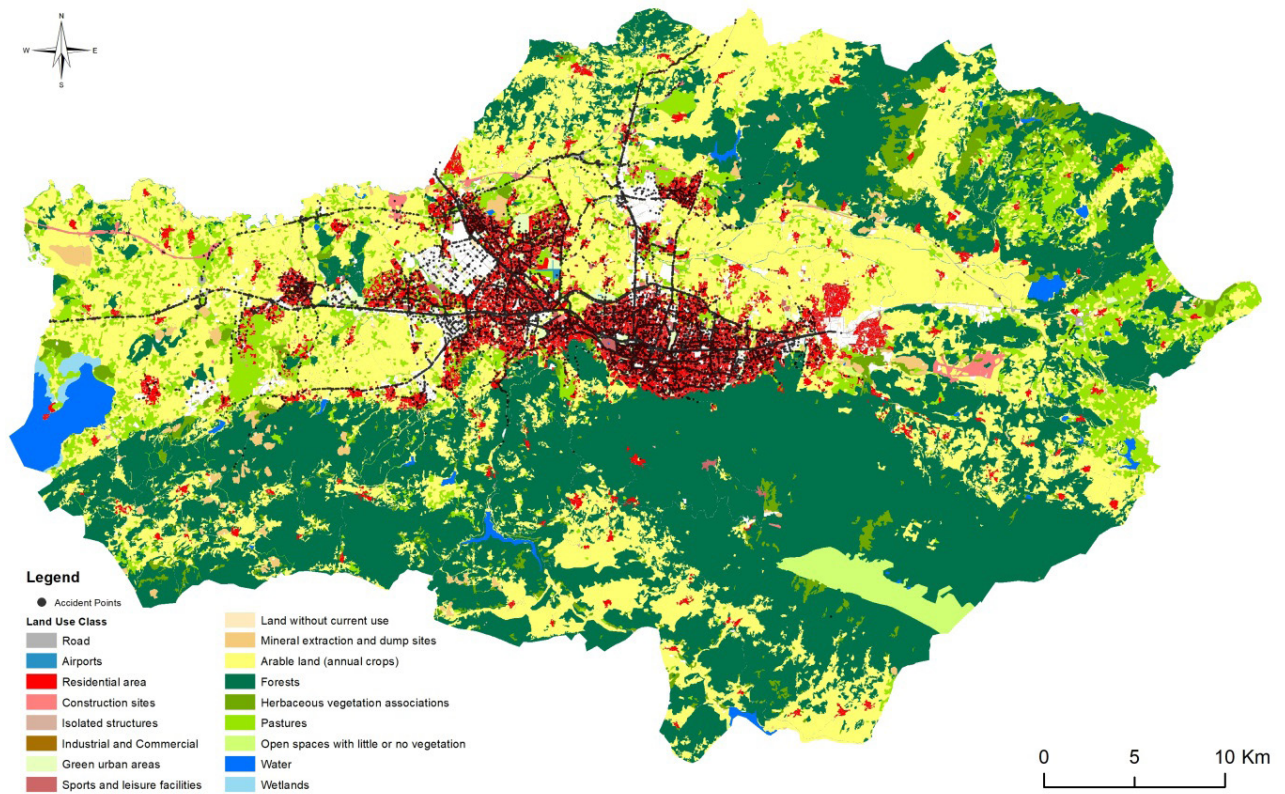 N
W E
S
Legend
Accident Points
Land Use Class
Road
Airports
Residential area
Construction sites
Isolated structures
Industrial and Commercial
Green urban areas
Sports and leisure facilities
Land without current use
Mineral extraction and dump sites
Arable land (annual crops)
Forests
Herbaceous vegetation associations
Pastures
Open spaces with little or no vegetation
Water
Wetlands
0 5 10 Km